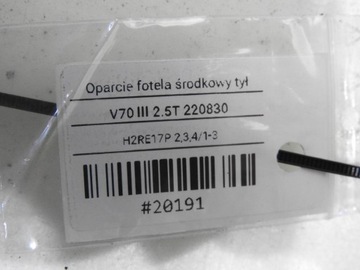 Oparcie fotela środkowy tył
V70 III 2.5T 220830
H2RE17P 2,3,4/1-3
#20191